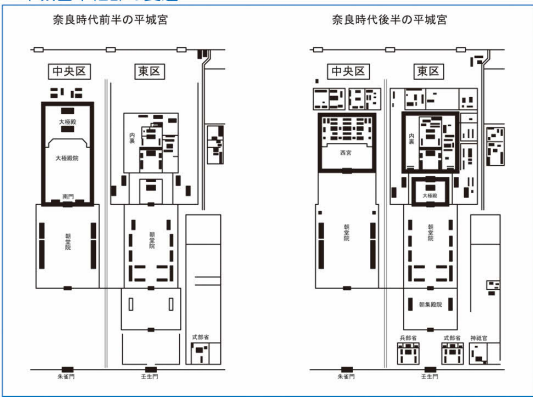 奈良時代前半の平城宮
中央区
東区
大極殿
大極殿院
南門
内裏
朝堂院
朝堂院
式部省
朱雀門
壬生門
奈良時代後半の平城宮
中央区
東区
西宮
内裏
大極殿
朝堂院
朝堂院
朝集殿院
兵部省
式部省
神祇官
朱雀門
壬生門